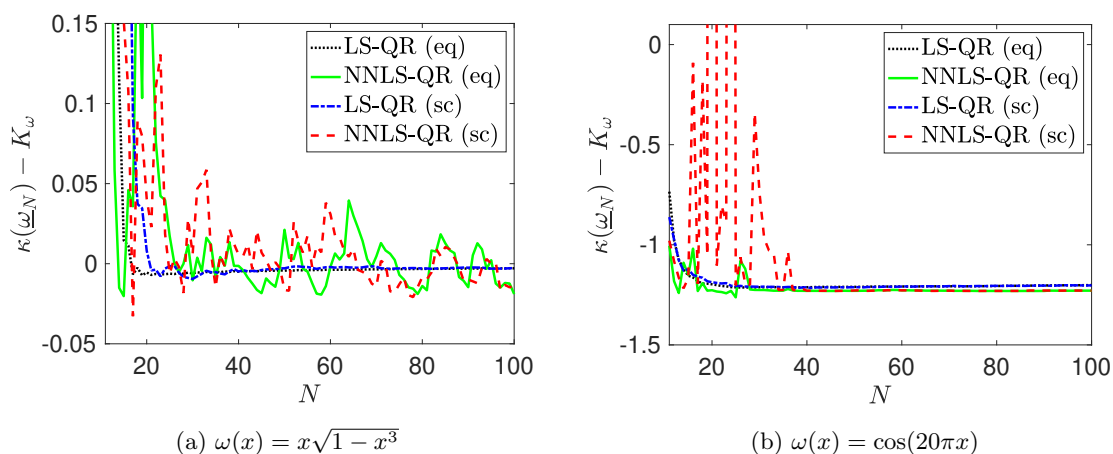 0.15
0.1
0.05
0
-0.05
κ(ω_N) − K_ω
20 40 60 80 100
N
LS-QR (eq)
NNLS-QR (eq)
LS-QR (sc)
NNLS-QR (sc)
(a) ω(x) = x√(1 − x³)
0
-0.5
-1
-1.5
κ(ω_N) − K_ω
20 40 60 80 100
N
LS-QR (eq)
NNLS-QR (eq)
LS-QR (sc)
NNLS-QR (sc)
(b) ω(x) = cos(20πx)